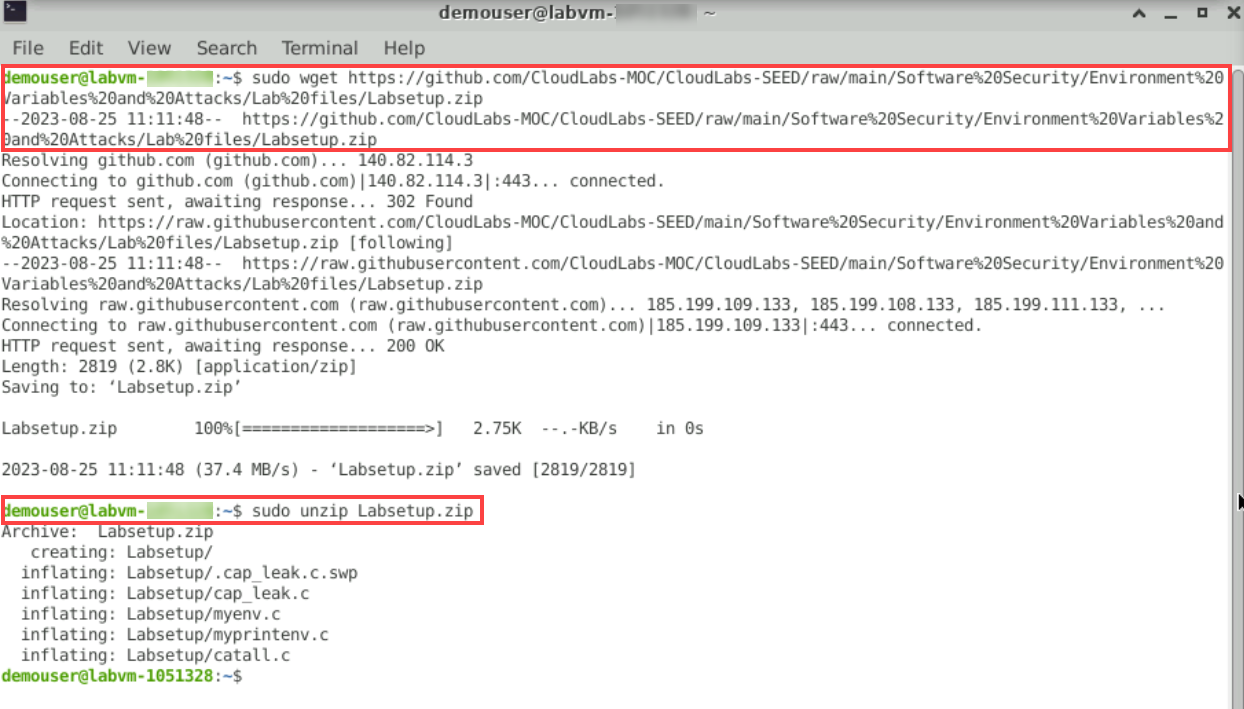 demouser@labvm- ~
File Edit View Search Terminal Help
demouser@labvm- :~$ sudo wget https://github.com/CloudLabs-MOC/CloudLabs-SEED/raw/main/Software%20Security/Environment%20
Variables%20and%20Attacks/Lab%20files/Labsetup.zip
--2023-08-25 11:11:48--  https://github.com/CloudLabs-MOC/CloudLabs-SEED/raw/main/Software%20Security/Environment%20Variables%2
0and%20Attacks/Lab%20files/Labsetup.zip
Resolving github.com (github.com)... 140.82.114.3
Connecting to github.com (github.com)|140.82.114.3|:443... connected.
HTTP request sent, awaiting response... 302 Found
Location: https://raw.githubusercontent.com/CloudLabs-MOC/CloudLabs-SEED/main/Software%20Security/Environment%20Variables%20and
%20Attacks/Lab%20files/Labsetup.zip [following]
--2023-08-25 11:11:48--  https://raw.githubusercontent.com/CloudLabs-MOC/CloudLabs-SEED/main/Software%20Security/Environment%20
Variables%20and%20Attacks/Lab%20files/Labsetup.zip
Resolving raw.githubusercontent.com (raw.githubusercontent.com)... 185.199.109.133, 185.199.108.133, 185.199.111.133, ...
Connecting to raw.githubusercontent.com (raw.githubusercontent.com)|185.199.109.133|:443... connected.
HTTP request sent, awaiting response... 200 OK
Length: 2819 (2.8K) [application/zip]
Saving to: ‘Labsetup.zip’
Labsetup.zip        100%[===================>]   2.75K  --.-KB/s    in 0s
2023-08-25 11:11:48 (37.4 MB/s) - ‘Labsetup.zip’ saved [2819/2819]
demouser@labvm- :~$ sudo unzip Labsetup.zip
Archive:  Labsetup.zip
creating: Labsetup/
inflating: Labsetup/.cap_leak.c.swp
inflating: Labsetup/cap_leak.c
inflating: Labsetup/myenv.c
inflating: Labsetup/myprintenv.c
inflating: Labsetup/catall.c
demouser@labvm-1051328:~$